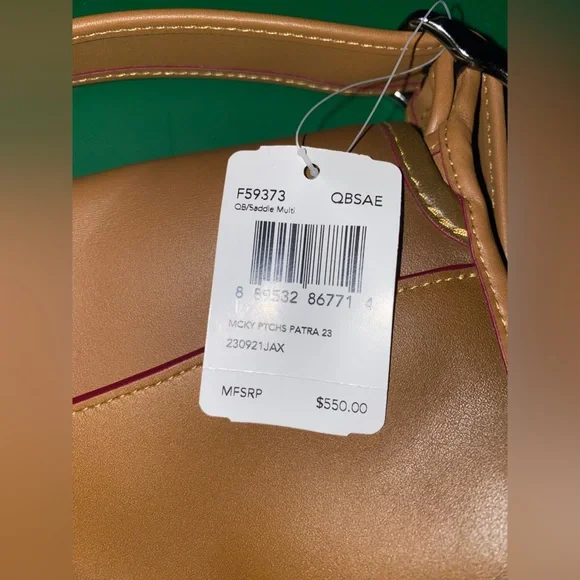 F59373 QBSAE
QB/Saddle Multi
8 89532 86771 4
MCKY PTCHS PATRA 23
230921JAX
MFSRP $550.00